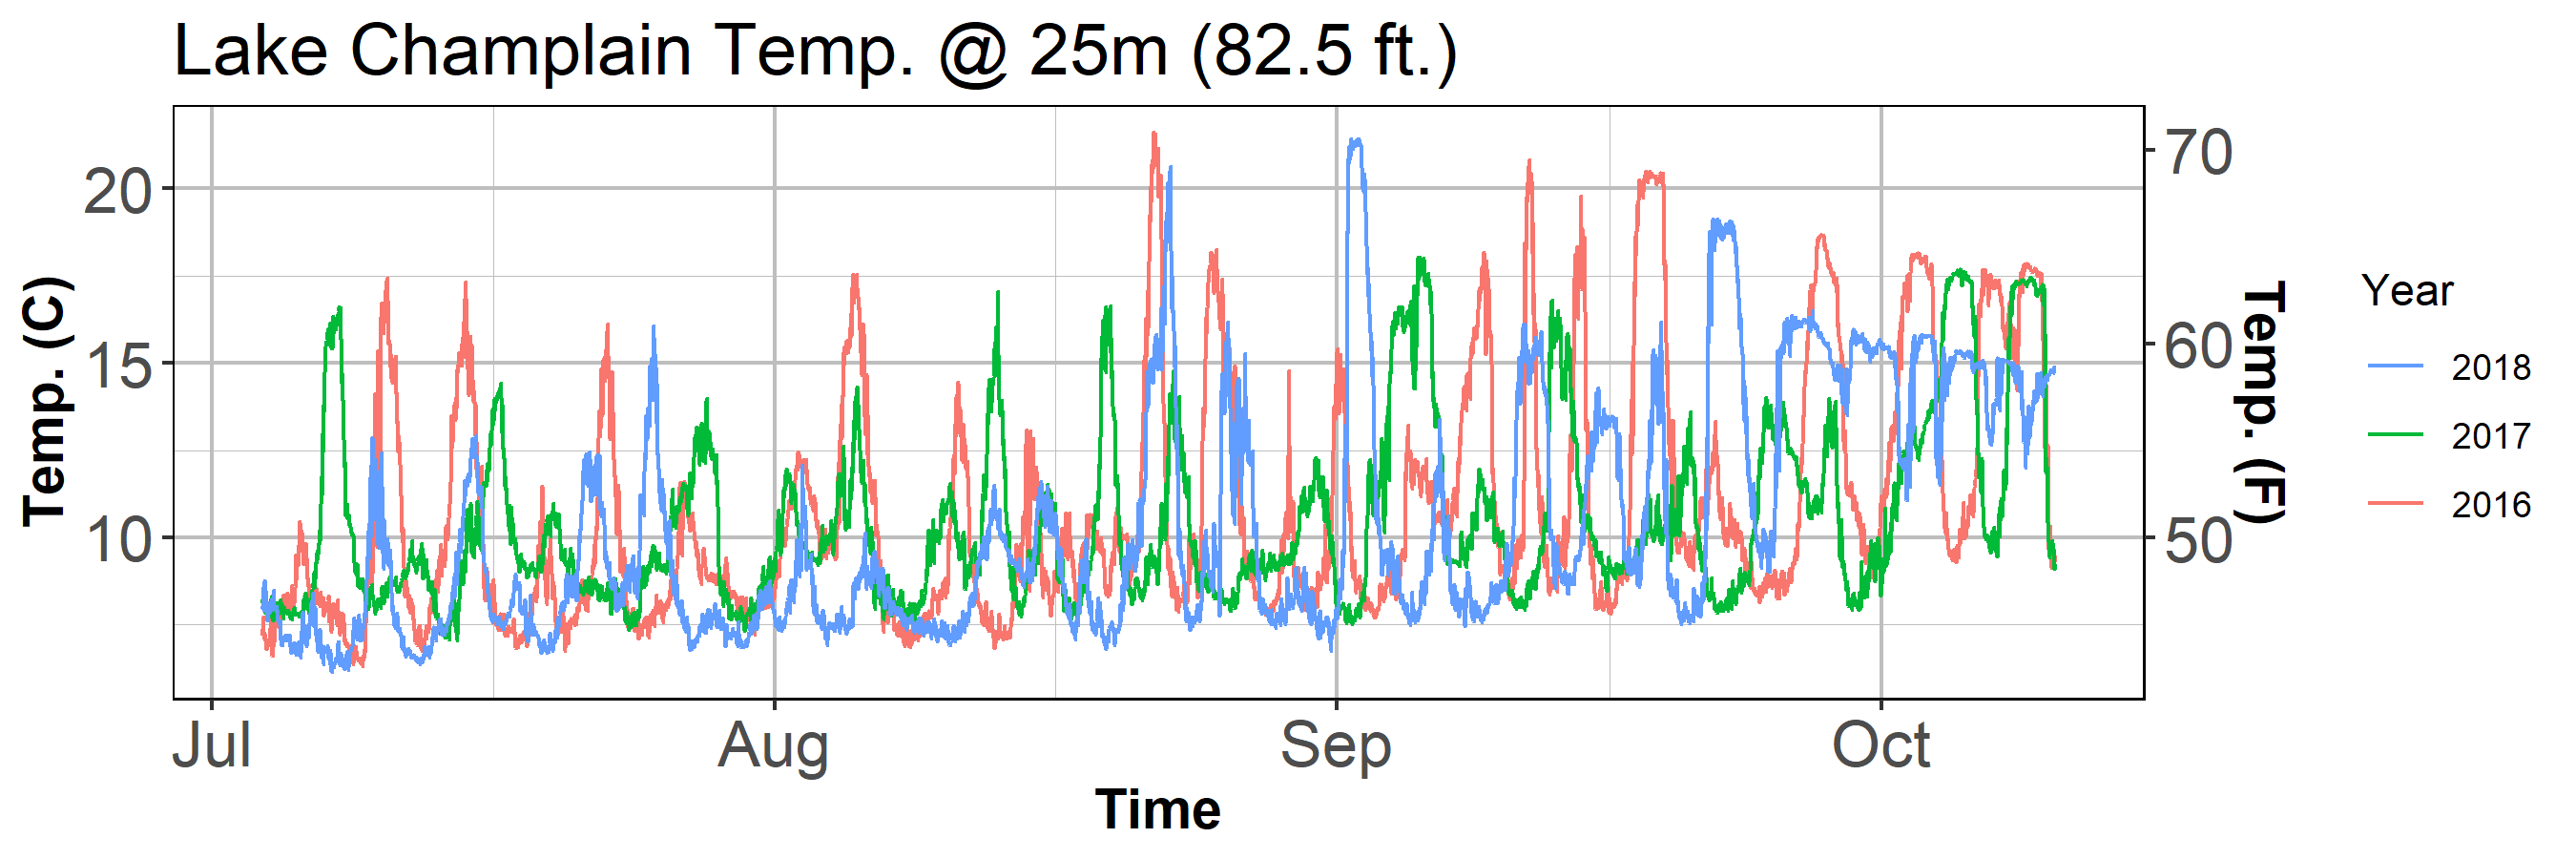 Lake Champlain Temp. @ 25m (82.5 ft.)
Temp. (C)
20
15
10
70
60
50
Temp. (F)
Jul Aug Sep Oct
Time
Year
2018
2017
2016